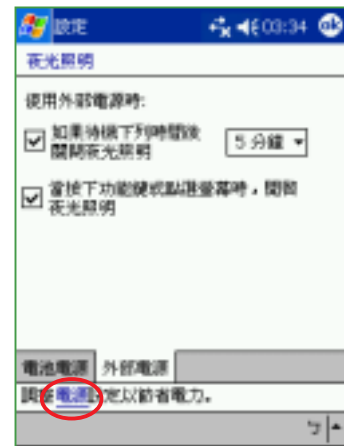 設定 03:34 ok
夜光照明
使用外部電源時:
如果待機下列時間後
關閉夜光照明
5 分鐘
當按下功能鍵或點選螢幕時，開啟
夜光照明
電池電源 外部電源
調整電源設定以節省電力。
ㄅ